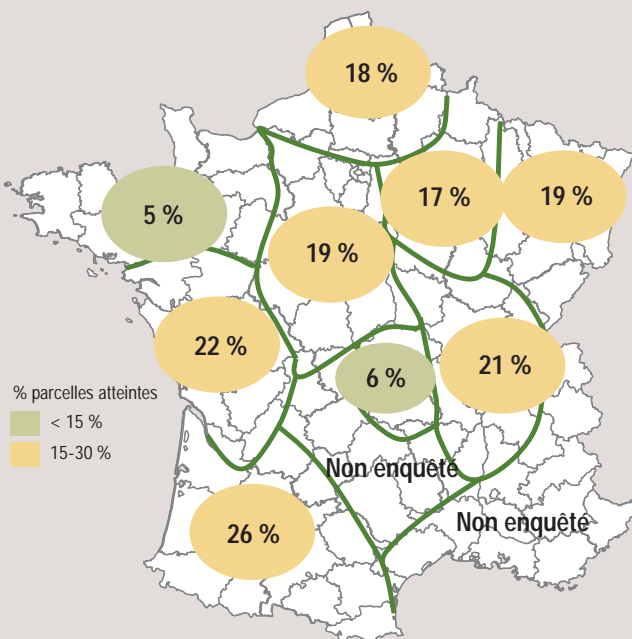 18 %
17 %
19 %
5 %
19 %
22 %
6 %
21 %
% parcelles atteintes
< 15 %
15-30 %
Non enquêté
Non enquêté
26 %